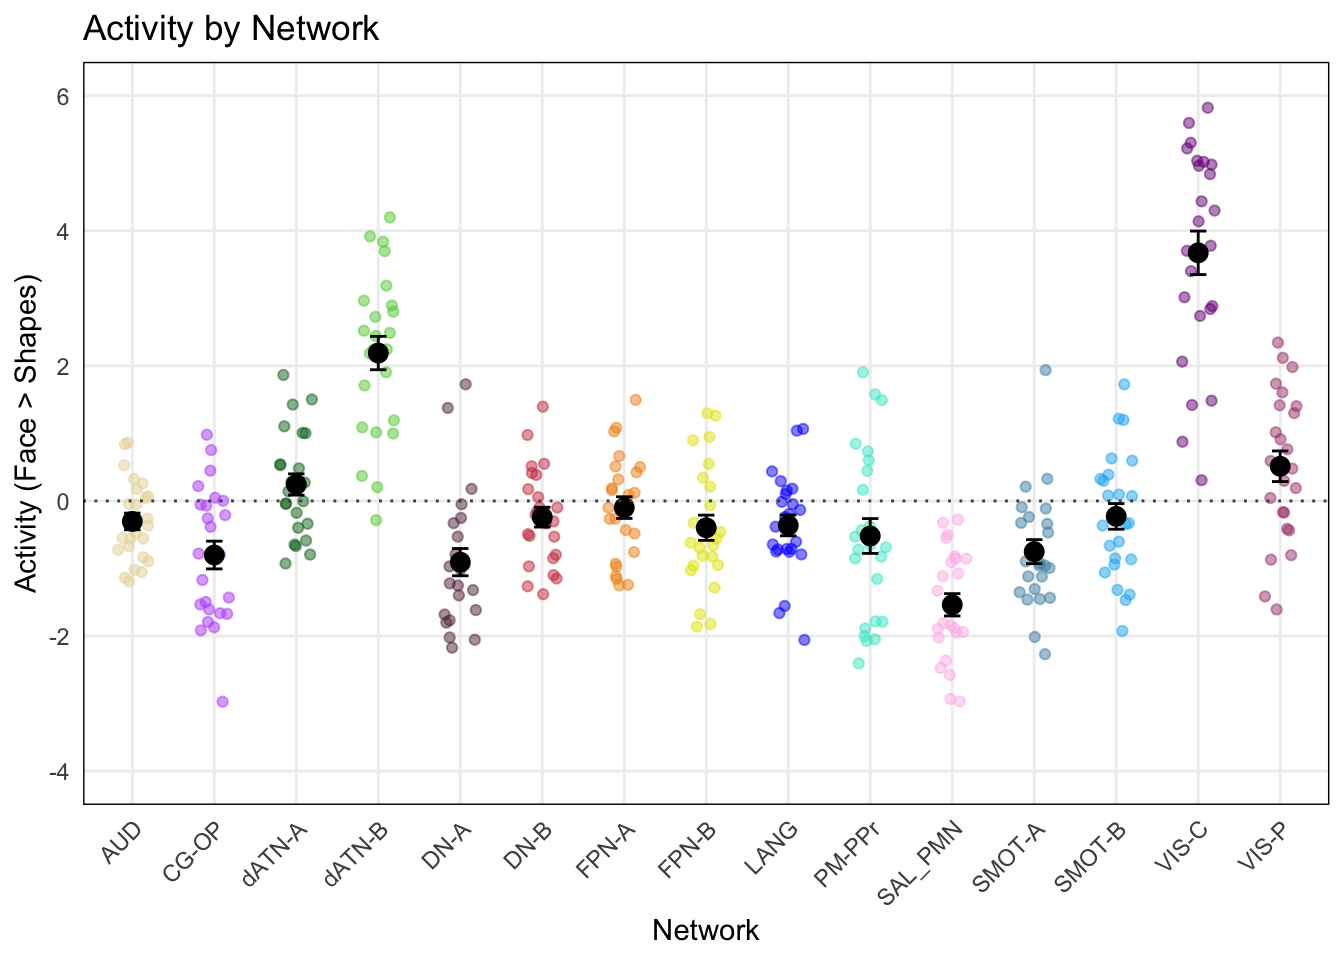 Activity by Network
Activity (Face > Shapes)
6
4
2
0
-2
-4
AUD
CG-OP
dATN-A
dATN-B
DN-A
DN-B
FPN-A
FPN-B
LANG
PM-PPr
SAL_PMN
SMOT-A
SMOT-B
VIS-C
VIS-P
Network